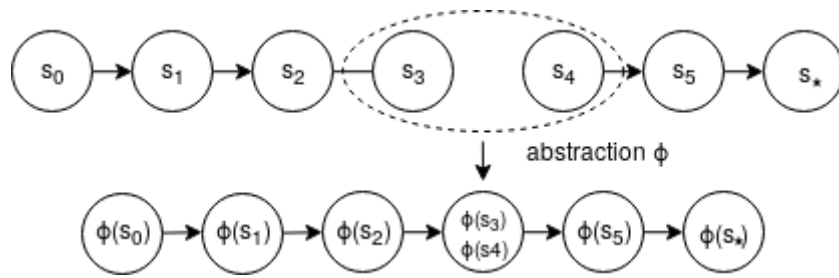 s₀ s₁ s₂ s₃ s₄ s₅ s⋆
abstraction ϕ
ϕ(s₀) ϕ(s₁) ϕ(s₂) ϕ(s₃) ϕ(s₅) ϕ(s⋆)
ϕ(s4)